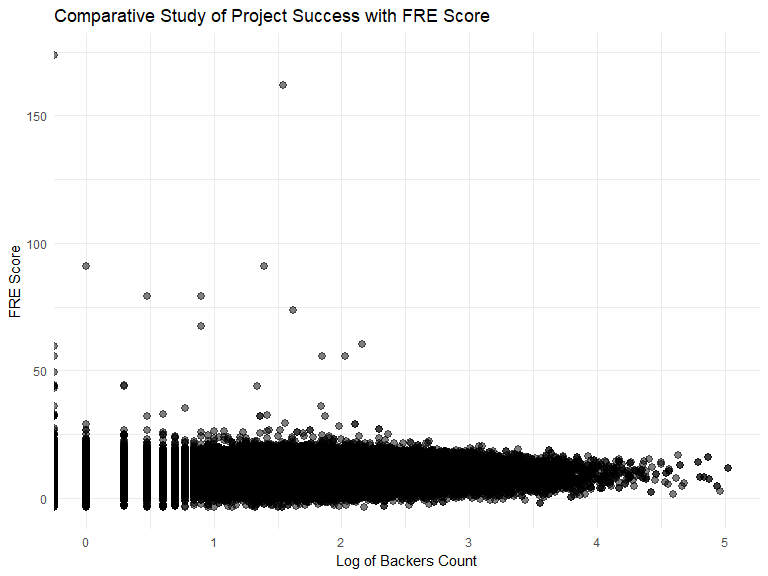 Comparative Study of Project Success with FRE Score
150
100
50
0
FRE Score
0 1 2 3 4 5
Log of Backers Count